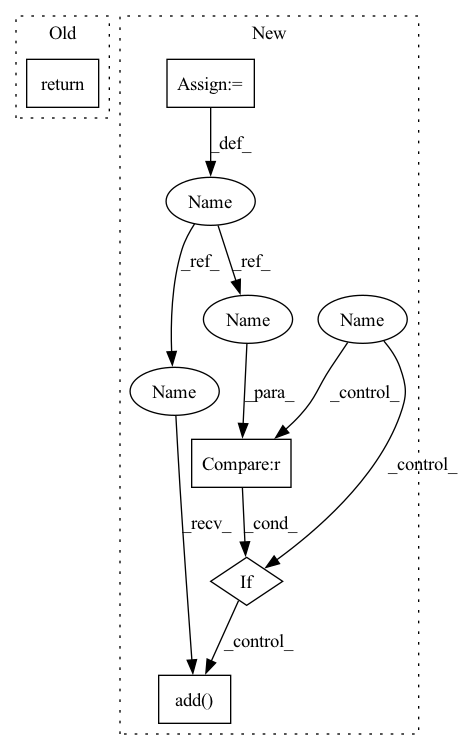 Old
New
return
Assign:=
_def_
Name
_ref_
_ref_
Name
Name
Name
_para_
_control_
Compare:r
_control_
_recv_
_cond_
If
_control_
add()